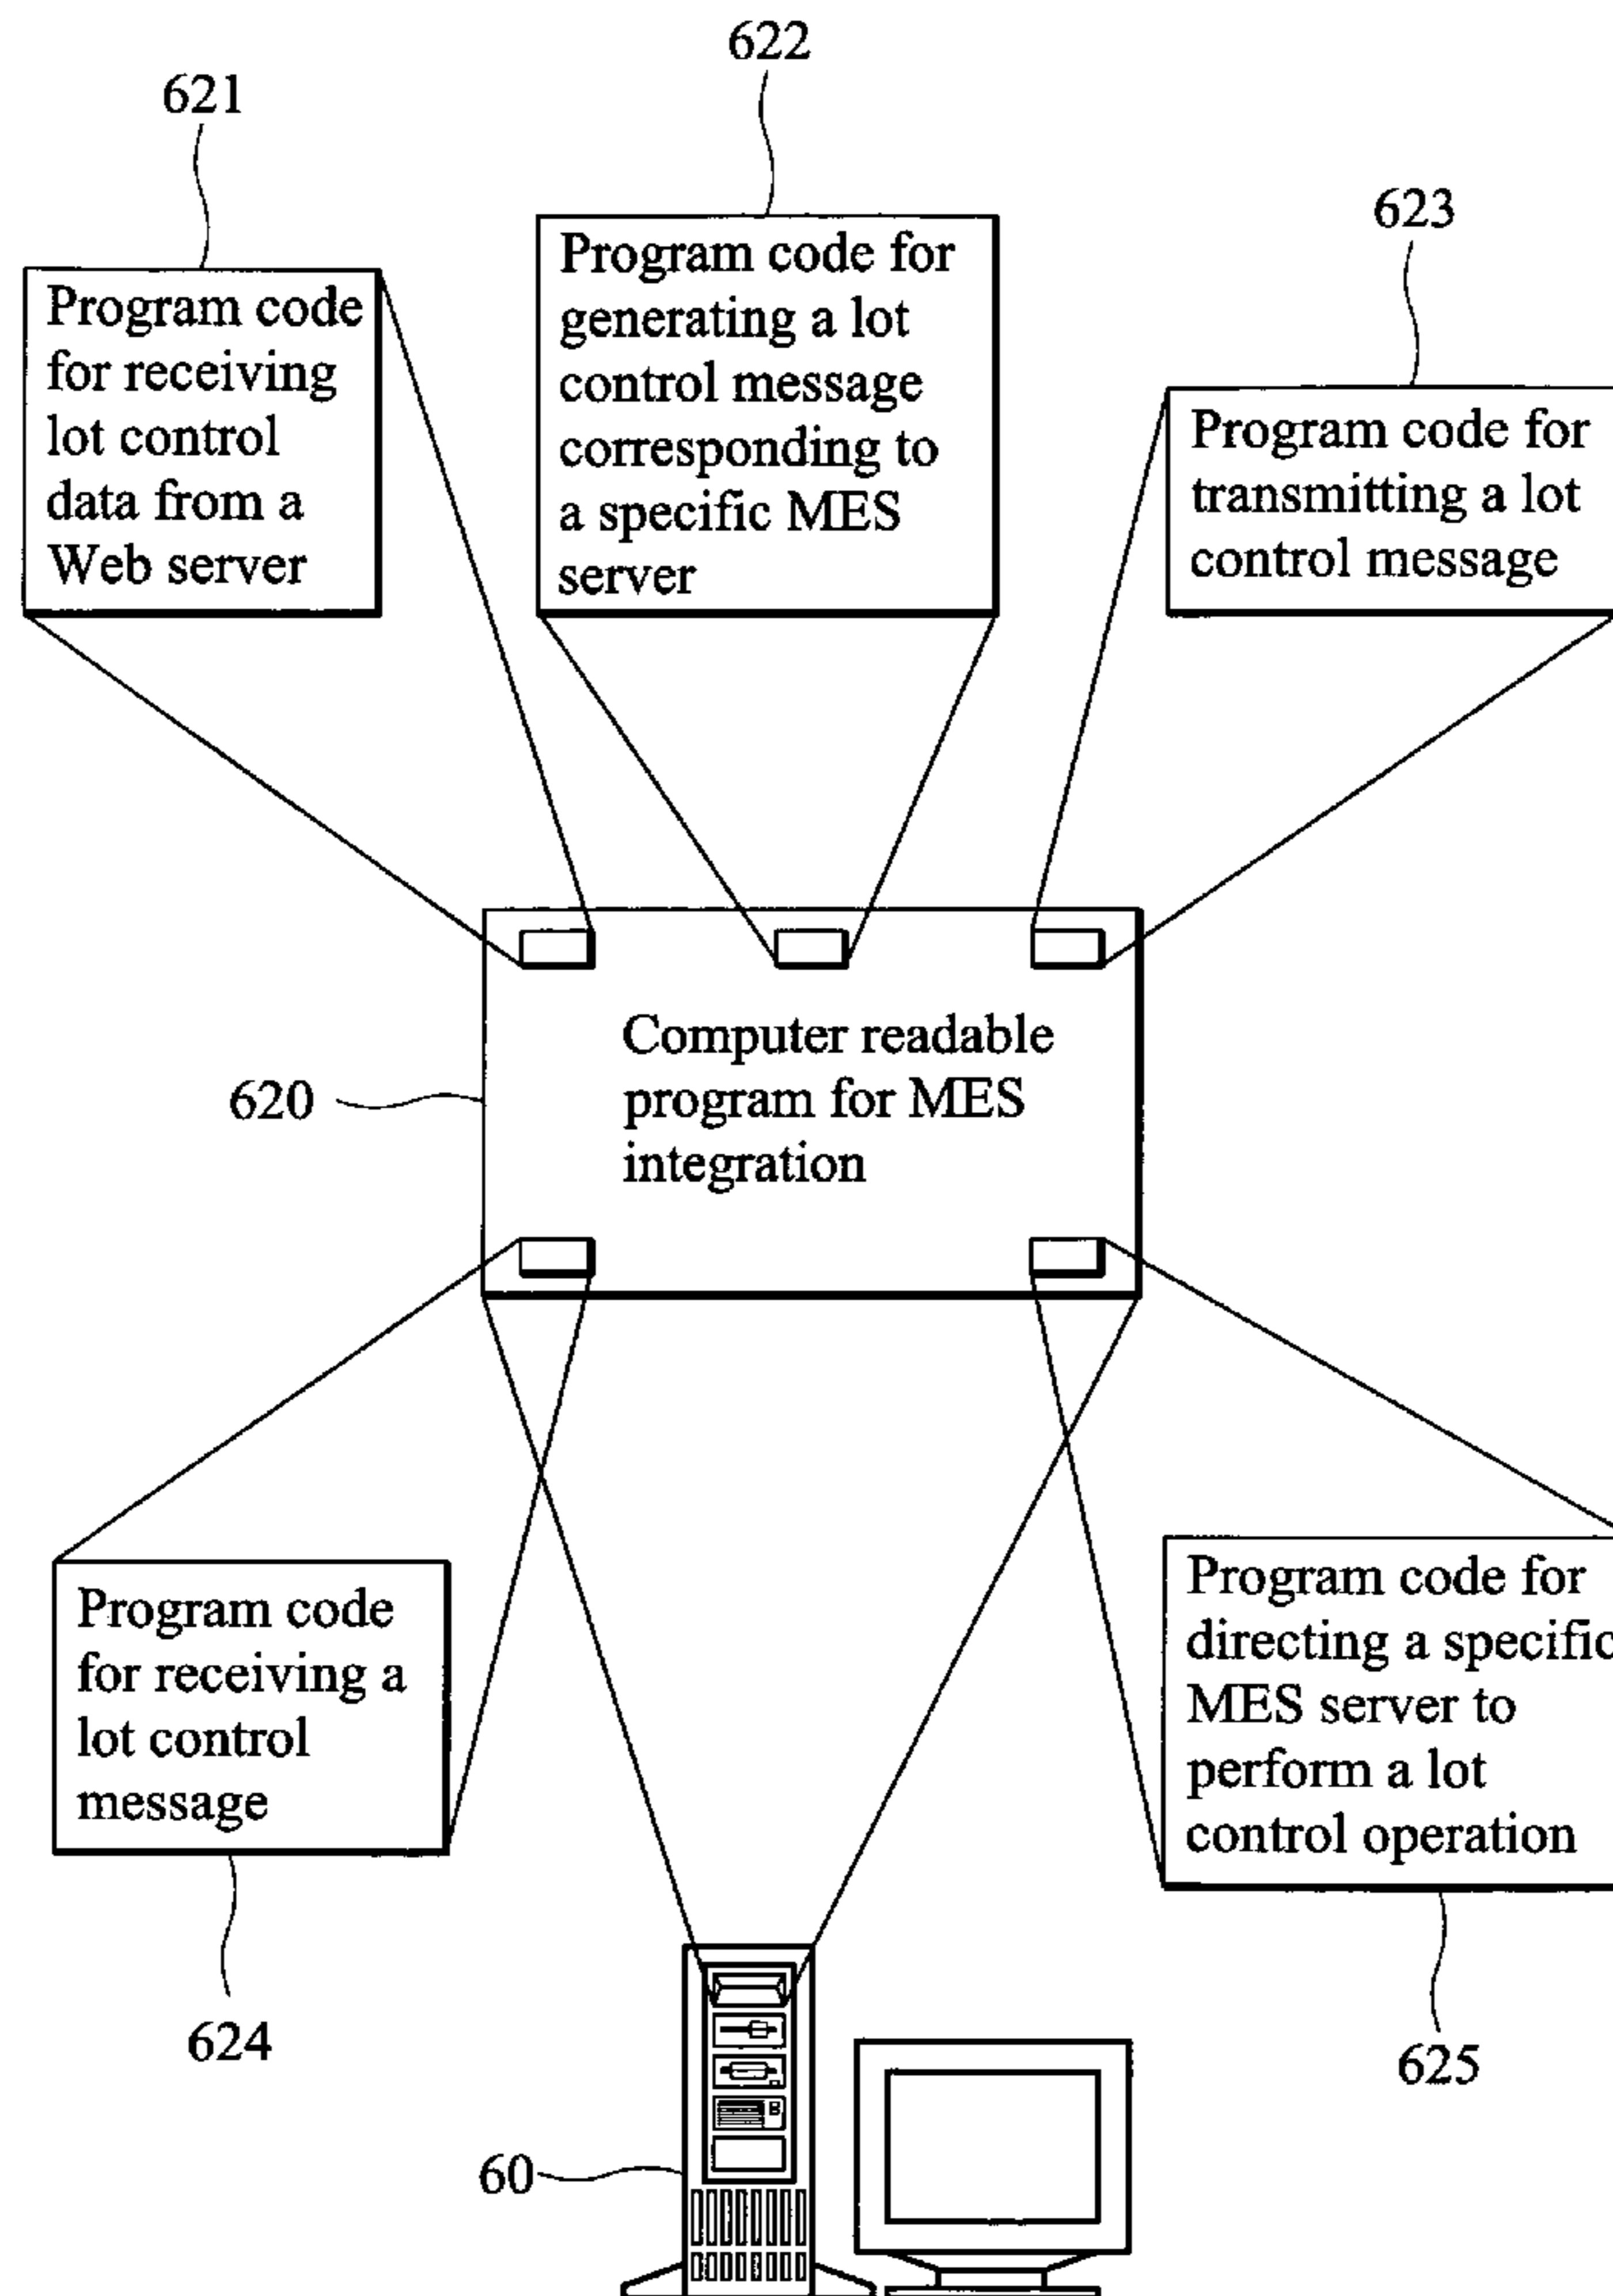 622
621
623
Program code for
generating a lot
control message
corresponding to
a specific MES
server
Program code
for receiving
lot control
data from a
Web server
Program code for
transmitting a lot
control message
Computer readable
program for MES
integration
620
Program code for
directing a specific
MES server to
perform a lot
control operation
Program code
for receiving a
lot control
message
624
625
60